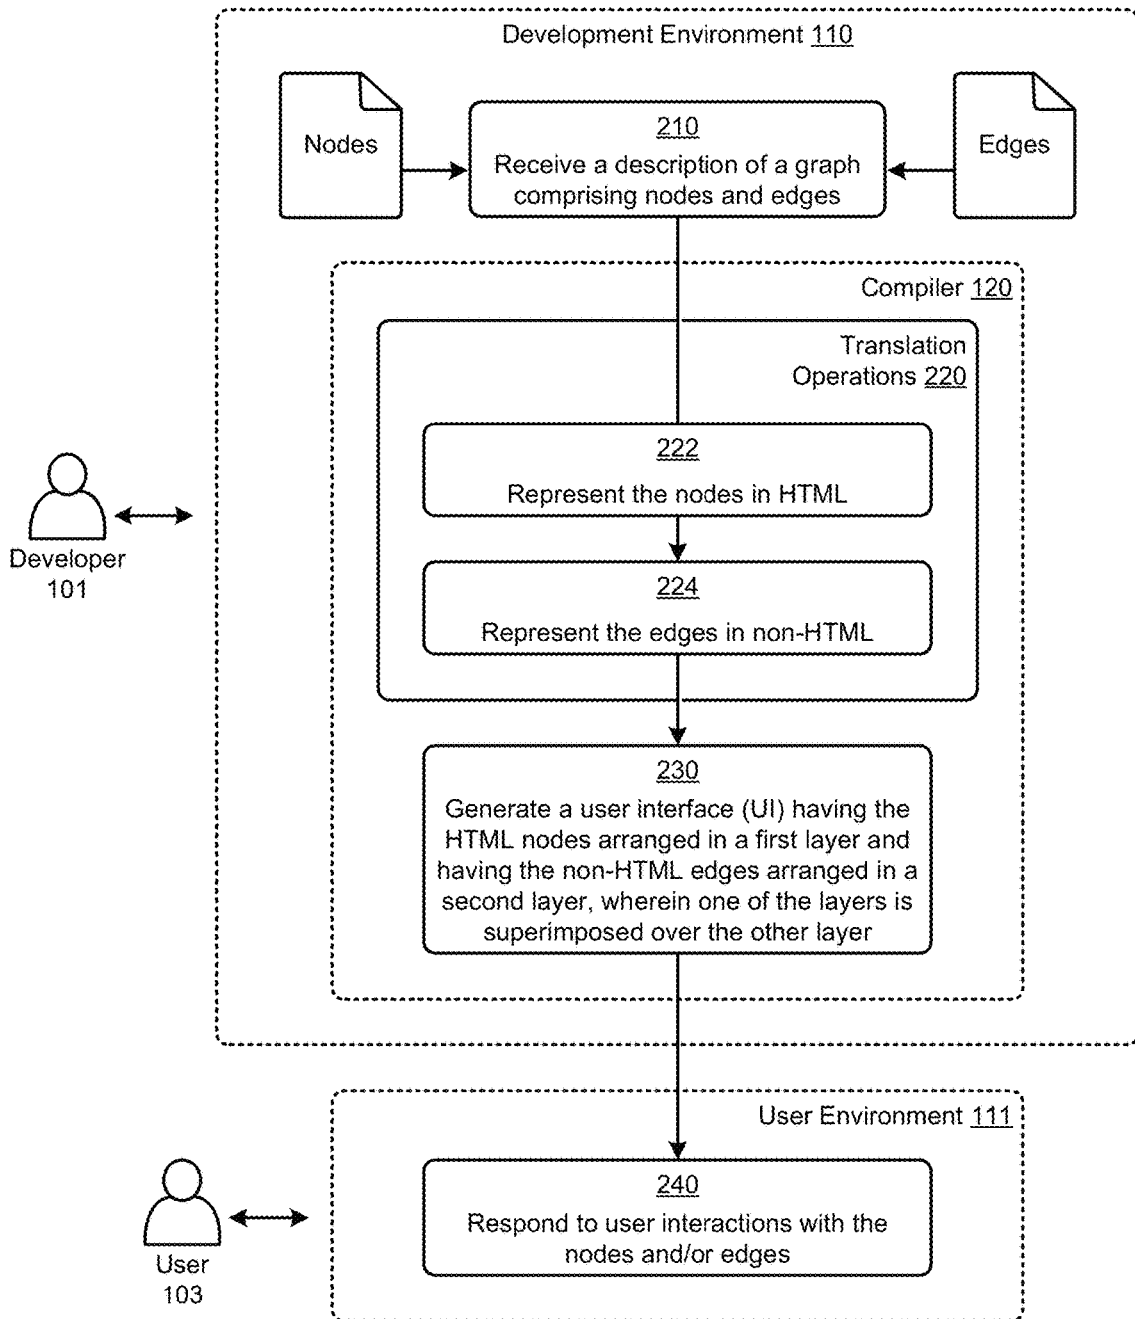 Development Environment 110
Nodes
210
Receive a description of a graph
comprising nodes and edges
Edges
Compiler 120
Translation
Operations 220
222
Represent the nodes in HTML
224
Represent the edges in non-HTML
Developer
101
230
Generate a user interface (UI) having the
HTML nodes arranged in a first layer and
having the non-HTML edges arranged in a
second layer, wherein one of the layers is
superimposed over the other layer
User Environment 111
240
Respond to user interactions with the
nodes and/or edges
User
103